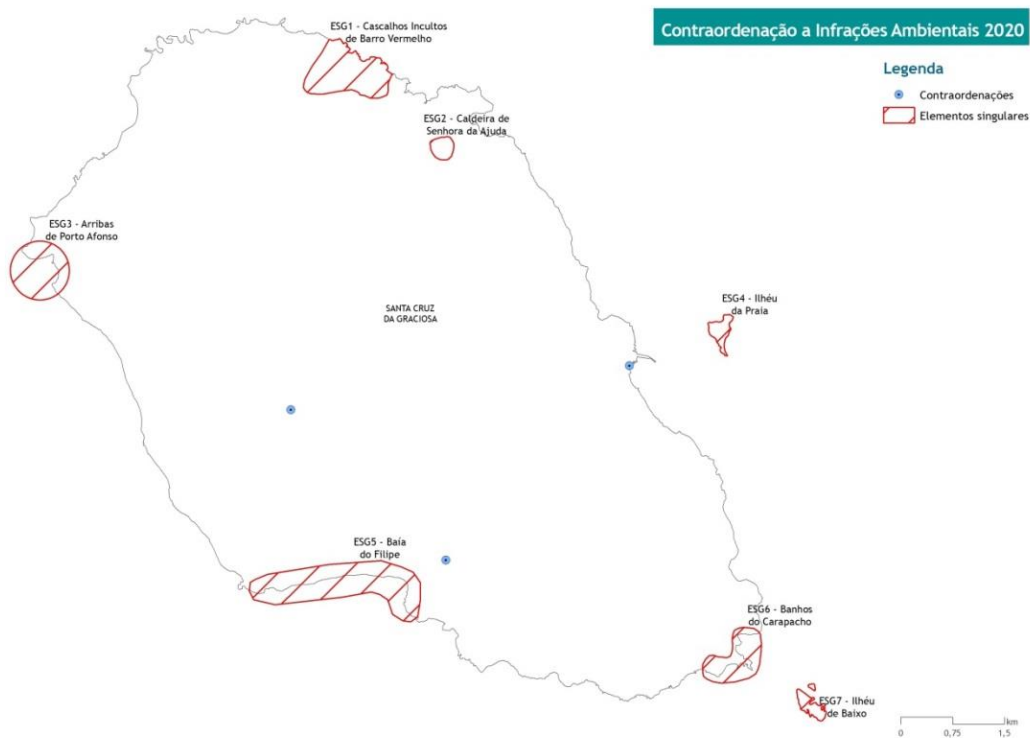 Contraordenação a Infrações Ambientais 2020
Legenda
Contraordenações
Elementos singulares
ESG1 - Cascalhos Incultos
de Barro Vermelho
ESG2 - Caldeira de
Senhora da Ajuda
ESG3 - Arribas
de Porto Afonso
ESG4 - Ilhéu
da Praia
SANTA CRUZ
DA GRACIOSA
ESG5 - Baía
do Filipe
ESG6 - Banhos
do Carapacho
ESG7 - Ilhéu
de Baixo
km
0 0,75 1,5